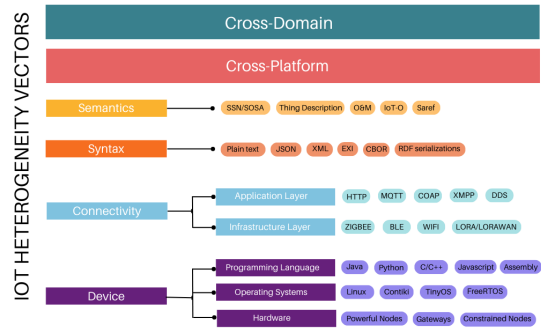 IOT HETEROGENEITY VECTORS
Cross-Domain
Cross-Platform
Semantics
SSN/SOSA Thing Description O&M IoT-O Saref
Syntax
Plain text JSON XML EXI CBOR RDF serializations
Connectivity
Application Layer HTTP MQTT COAP XMPP DDS
Infrastructure Layer ZIGBEE BLE WIFI LORA/LORAWAN
Device
Programming Language Java Python C/C++ Javascript Assembly
Operating Systems Linux Contiki TinyOS FreeRTOS
Hardware Powerful Nodes Gateways Constrained Nodes